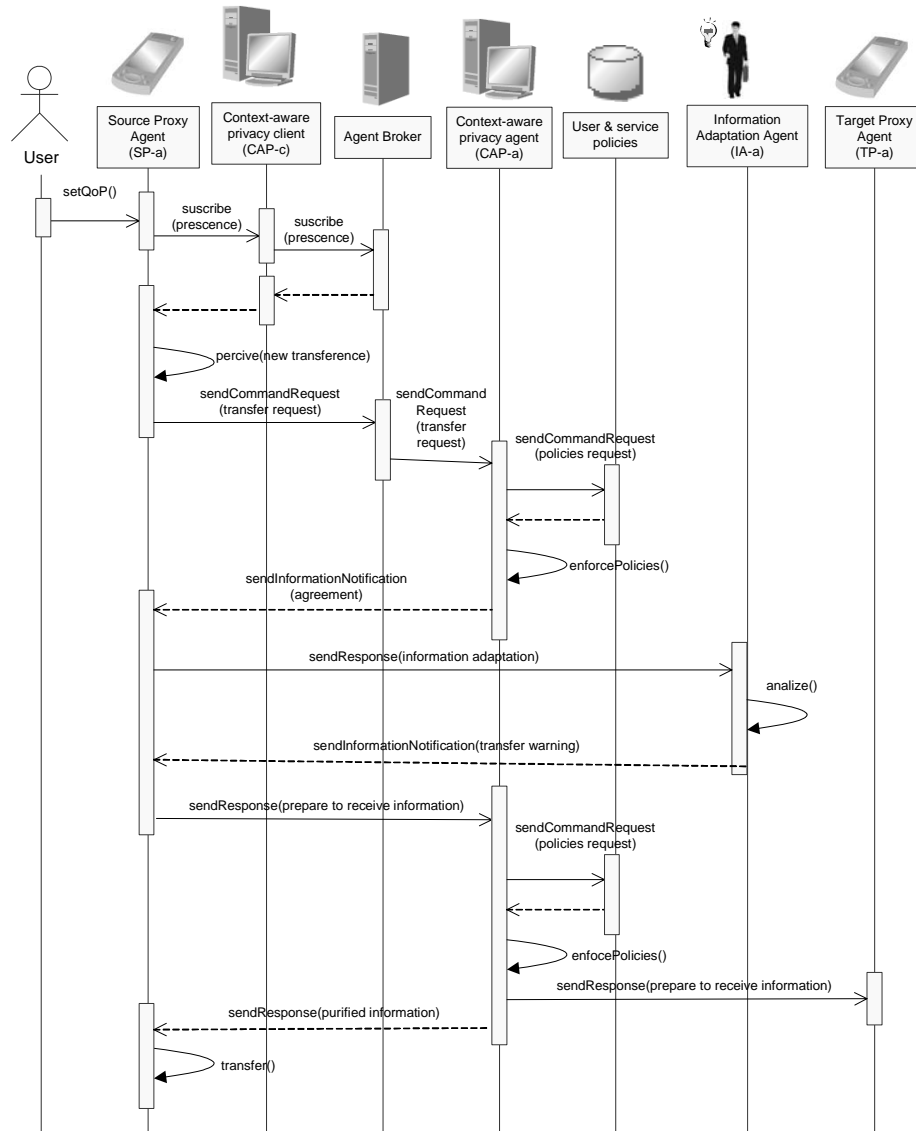 User
Source Proxy
Agent
(SP-a)
Context-aware
privacy client
(CAP-c)
Agent Broker
Context-aware
privacy agent
(CAP-a)
User & service
policies
Information
Adaptation Agent
(IA-a)
Target Proxy
Agent
(TP-a)
setQoP()
suscribe
(prescence)
suscribe
(prescence)
percive(new transference)
sendCommandRequest
(transfer request)
sendCommand
Request
(transfer
request)
sendCommandRequest
(policies request)
enforcePolicies()
sendInformationNotification
(agreement)
sendResponse(information adaptation)
analize()
sendInformationNotification(transfer warning)
sendResponse(prepare to receive information)
sendCommandRequest
(policies request)
enfocePolicies()
sendResponse(prepare to receive information)
sendResponse(purified information)
transfer()